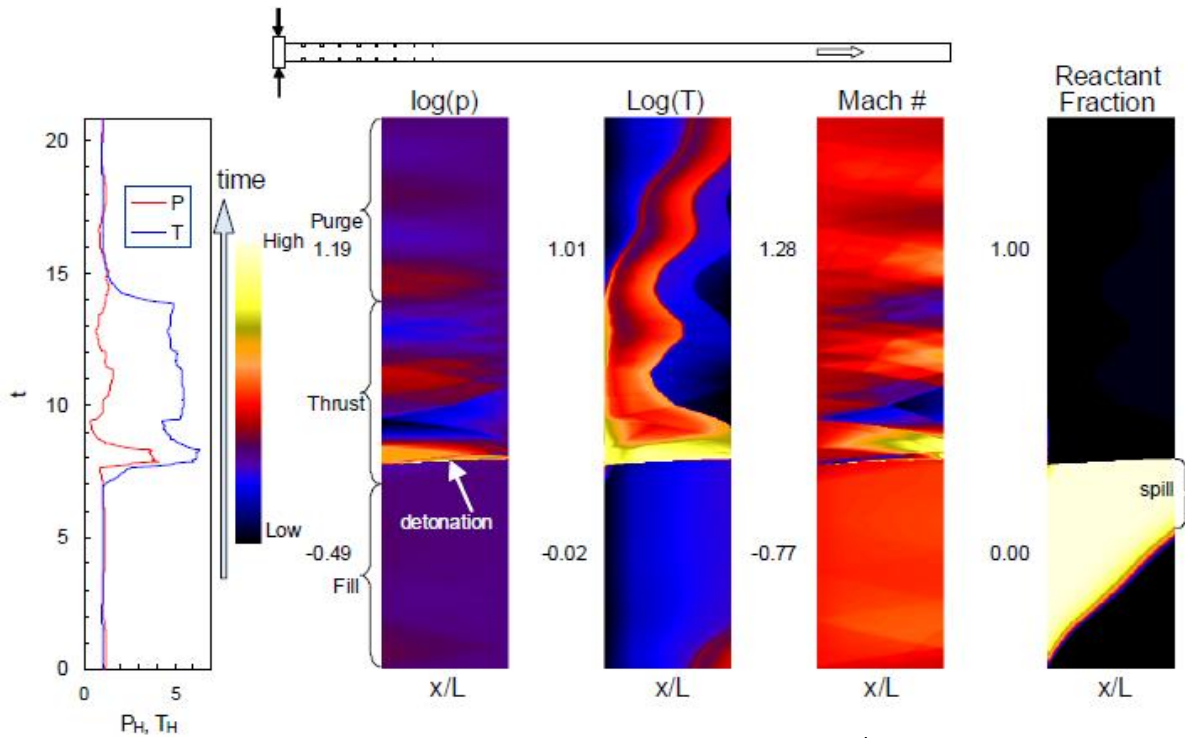 log(p)
Log(T)
Mach #
Reactant
Fraction
20
15
10
5
0
t
P
T
time
High
Low
Purge
1.19
Thrust
detonation
-0.49
Fill
1.01
-0.02
1.28
-0.77
1.00
0.00
spill
0
5
PH, TH
x/L
x/L
x/L
x/L